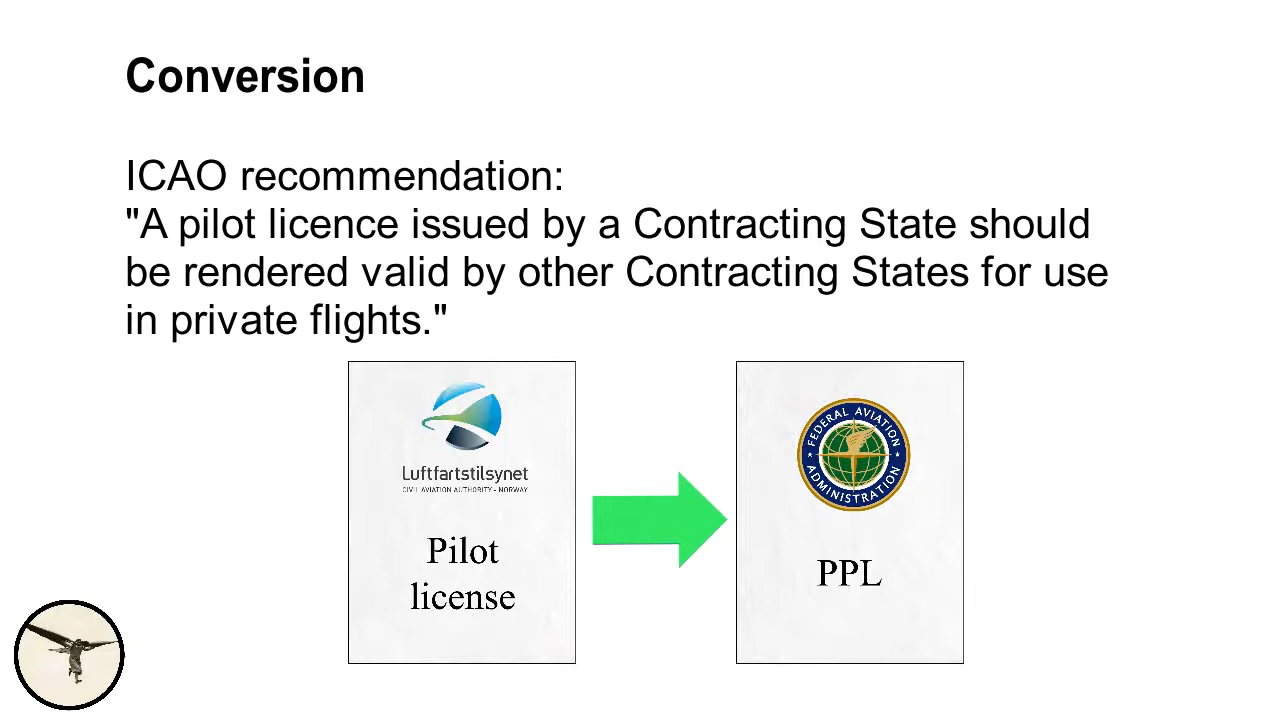 Conversion
ICAO recommendation:
"A pilot licence issued by a Contracting State should
be rendered valid by other Contracting States for use
in private flights."
Luftfartstilsynet
CIVIL AVIATION AUTHORITY - NORWAY
Pilot
license
FEDERAL AVIATION
ADMINISTRATION
PPL